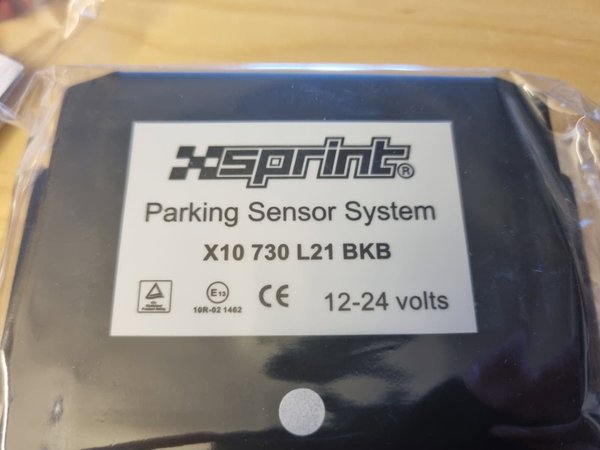 xsprint®
Parking Sensor System
X10 730 L21 BKB
E13
10R-02 1462
CE
12-24 volts